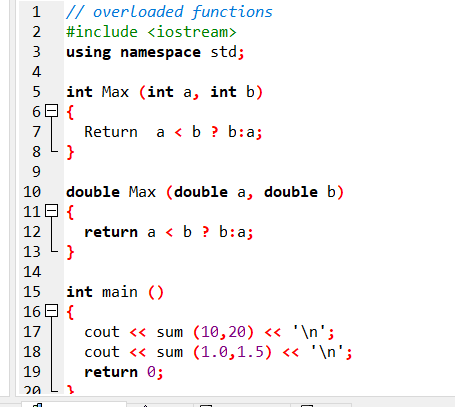 1 // overloaded functions
2 #include <iostream>
3 using namespace std;
4
5 int Max (int a, int b)
6 {
7 Return  a < b ? b:a;
8 }
9
10 double Max (double a, double b)
11 {
12 return a < b ? b:a;
13 }
14
15 int main ()
16 {
17 cout << sum (10,20) << '\n';
18 cout << sum (1.0,1.5) << '\n';
19 return 0;
20 }